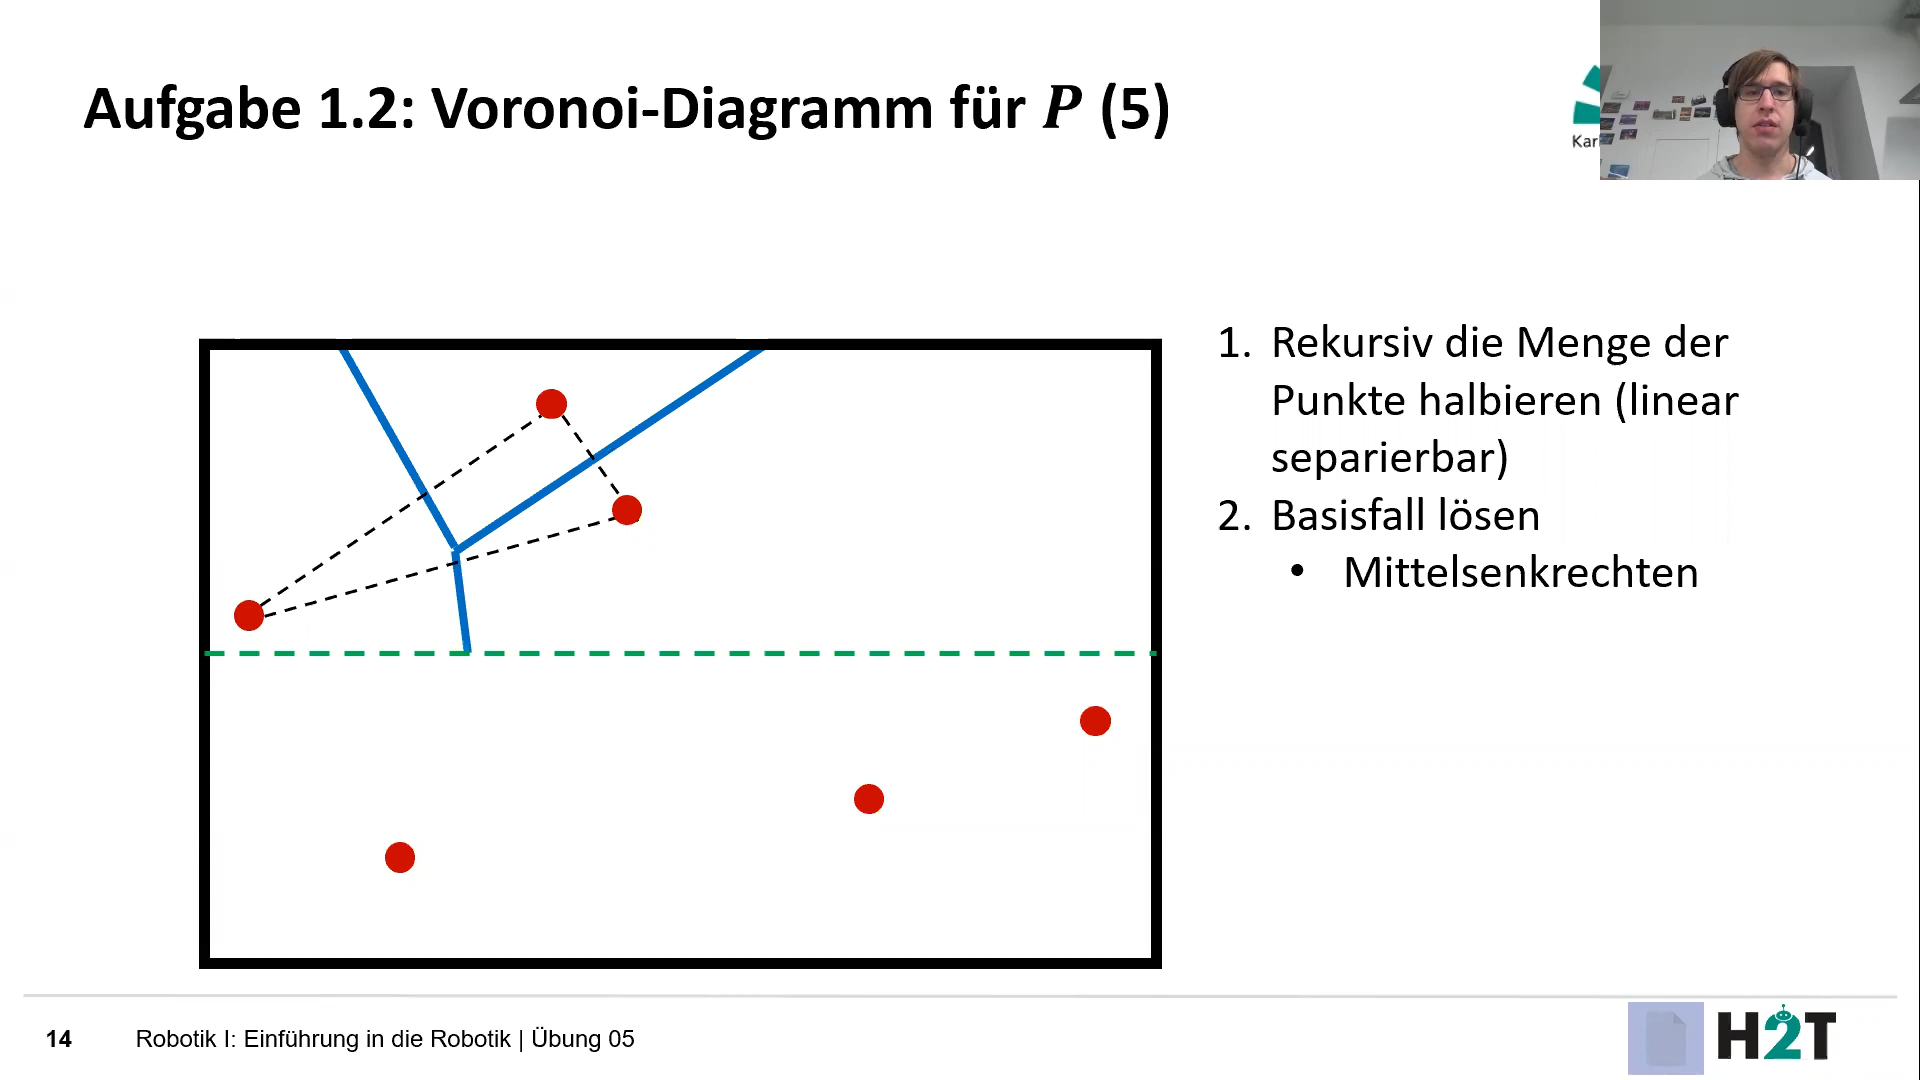 Aufgabe 1.2: Voronoi-Diagramm für P (5)
Kar
1. Rekursiv die Menge der
Punkte halbieren (linear
separierbar)
2. Basisfall lösen
• Mittelsenkrechten
14 Robotik I: Einführung in die Robotik | Übung 05
H2T